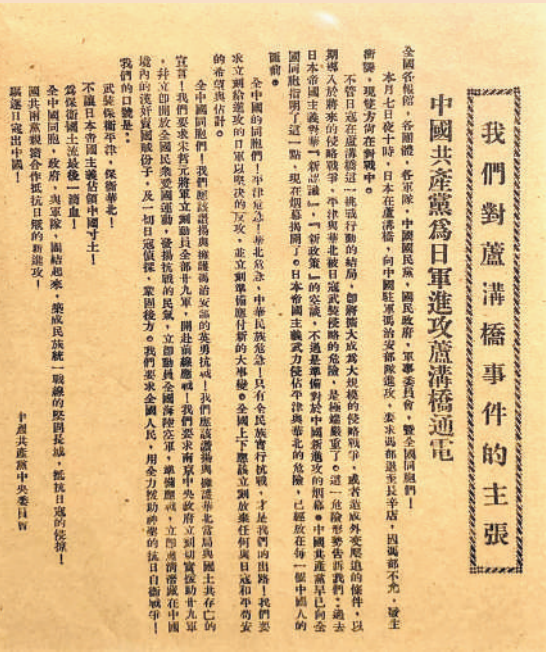 我們對蘆溝橋事件的主張
中國共產黨為日軍進攻蘆溝橋通電
全國各報館，各團體，各軍隊，中國國民黨，國民政府，軍事委員會，暨全國同胞們！
本月七日夜十時，日本在蘆溝橋，向中國駐軍馮治安部隊進攻，要求馮部退至長辛店，因馮部不允，發生
衝突，現雙方尚在對戰中。
不管日寇在蘆溝橋這一挑戰行動的結局，即將擴大成為大規模的侵略戰爭，或者造成外交壓迫的條件，以
期導入於將來的侵略戰爭，平津與華北被日寇武裝侵略的危險，是極端嚴重了。這一危險形勢告訴我們：過去
日本帝國主義對華『新認識』，『新政策』的空談，不過是準備對於中國新進攻的烟幕。中國共產黨早已向全
國同胞指明了這一點，現在烟幕揭開了。日本帝國主義武力侵佔平津與華北的危險，已經放在每一個中國人的
面前。
全中國的同胞們！平津危急！華北危急，中華民族危急！只有全民族實行抗戰，才是我們的出路！我們要
求立刻給進攻的日軍以堅決的反攻，並立刻準備應付新的大事變。全國上下應該立刻放棄任何與日寇和平苟安
的希望與估計。
全中國同胞們！我們應該讚揚與擁護馮治安部的英勇抗戰！我們應該讚揚與擁護華北當局與國土共存亡的
宣言！我們要求宋哲元將軍立刻動員全部廿九軍，開赴前線應戰！我們要求南京中央政府立刻切實援助廿九軍
，并立即開放全國民衆愛國運動，發揚抗戰的民氣，立即動員全國海陸空軍，準備應戰，立即肅清潛藏在中國
境內的漢奸賣國賊份子，及一切日寇偵探，鞏固後方。我們要求全國人民，用全力援助神聖的抗日自衛戰爭！
我們的口號是：
武裝保衛平津，保衛華北！
不讓日本帝國主義佔領中國寸土！
為保衛國土流最後一滴血！
全中國同胞，政府，與軍隊，團結起來，築成民族統一戰線的堅固長城，抵抗日寇的侵掠！
國共兩黨親密合作抵抗日賊的新進攻！
驅逐日寇出中國！
中國共產黨中央委員會